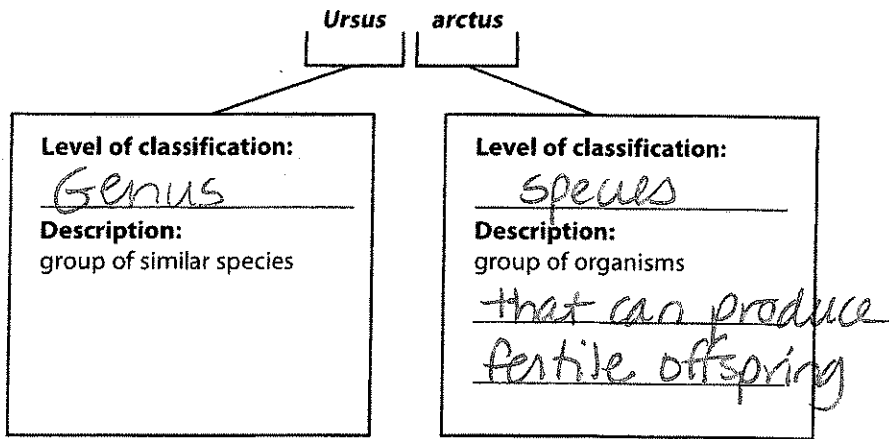 Ursus arctus
Level of classification:
Genus
Description:
group of similar species
Level of classification:
species
Description:
group of organisms
that can produce
fertile offspring